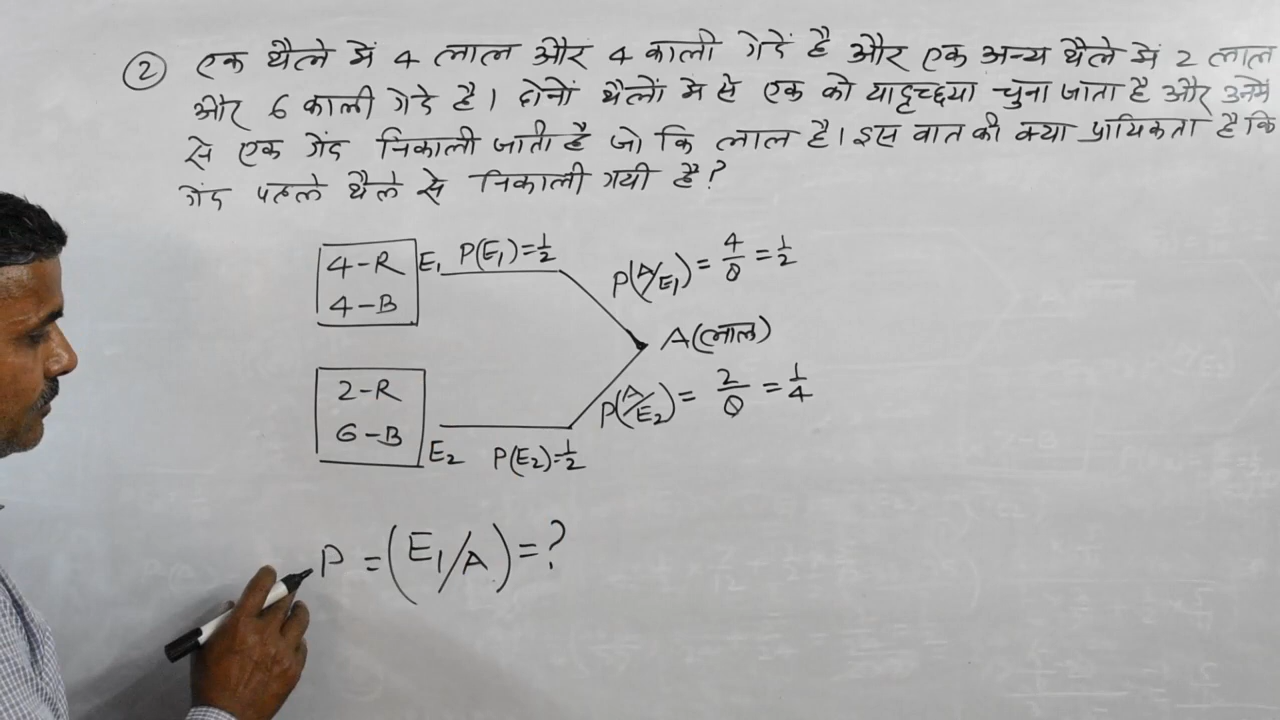 ② एक थैले में 4 लाल और 4 काली गेंदें है और एक अन्य थैले में 2 लाल
और 6 काली गेंदे है। दोनों थैलों मे से एक को यादृच्छया चुना जाता है और उनमें
से एक गेंद निकाली जाती है जो कि लाल है। इस बात की क्या प्रायिकता है कि
गेंद पहले थैले से निकाली गयी है?
4-R
4-B
E₁ P(E₁)=1/2
P(A/E₁) = 4/8 = 1/2
A(लाल)
2-R
6-B
E₂ P(E₂)=1/2
P(A/E₂) = 2/8 = 1/4
P = (E₁/A) = ?